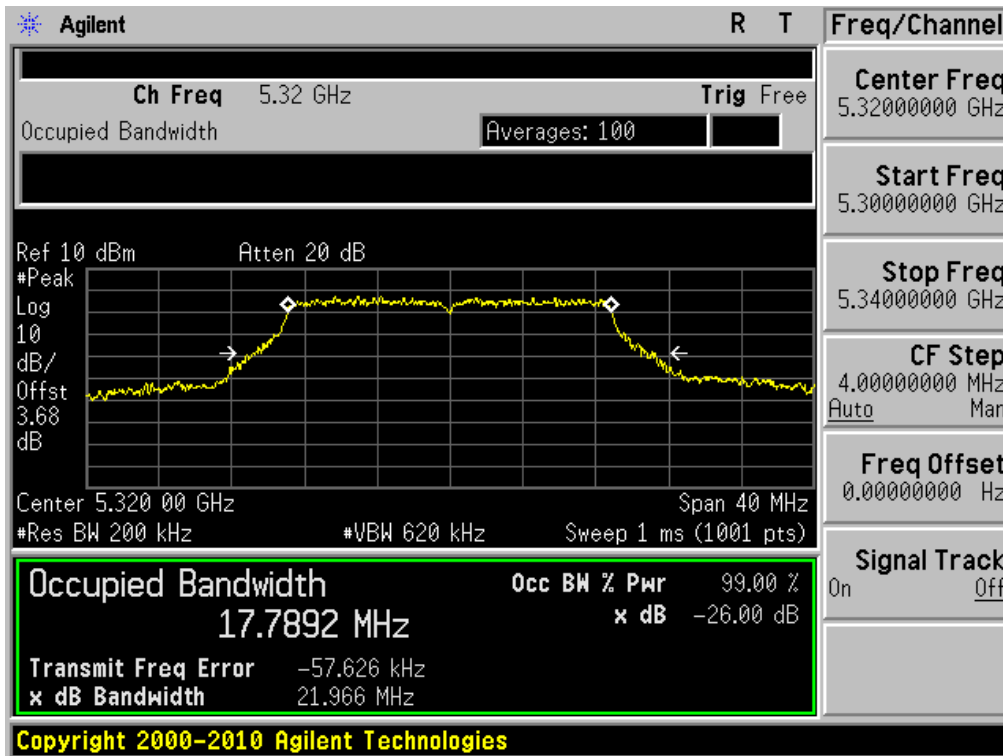 Agilent R T
Ch Freq 5.32 GHz Trig Free
Occupied Bandwidth Averages: 100
Ref 10 dBm Atten 20 dB
#Peak
Log
10
dB/
Offst
3.68
dB
Center 5.320 00 GHz Span 40 MHz
#Res BW 200 kHz #VBW 620 kHz Sweep 1 ms (1001 pts)
Occupied Bandwidth Occ BW % Pwr 99.00 %
17.7892 MHz x dB -26.00 dB
Transmit Freq Error -57.626 kHz
x dB Bandwidth 21.966 MHz
Copyright 2000-2010 Agilent Technologies
Freq/Channel
Center Freq
5.32000000 GHz
Start Freq
5.30000000 GHz
Stop Freq
5.34000000 GHz
CF Step
4.00000000 MHz
Auto Man
Freq Offset
0.00000000 Hz
Signal Track
On Off